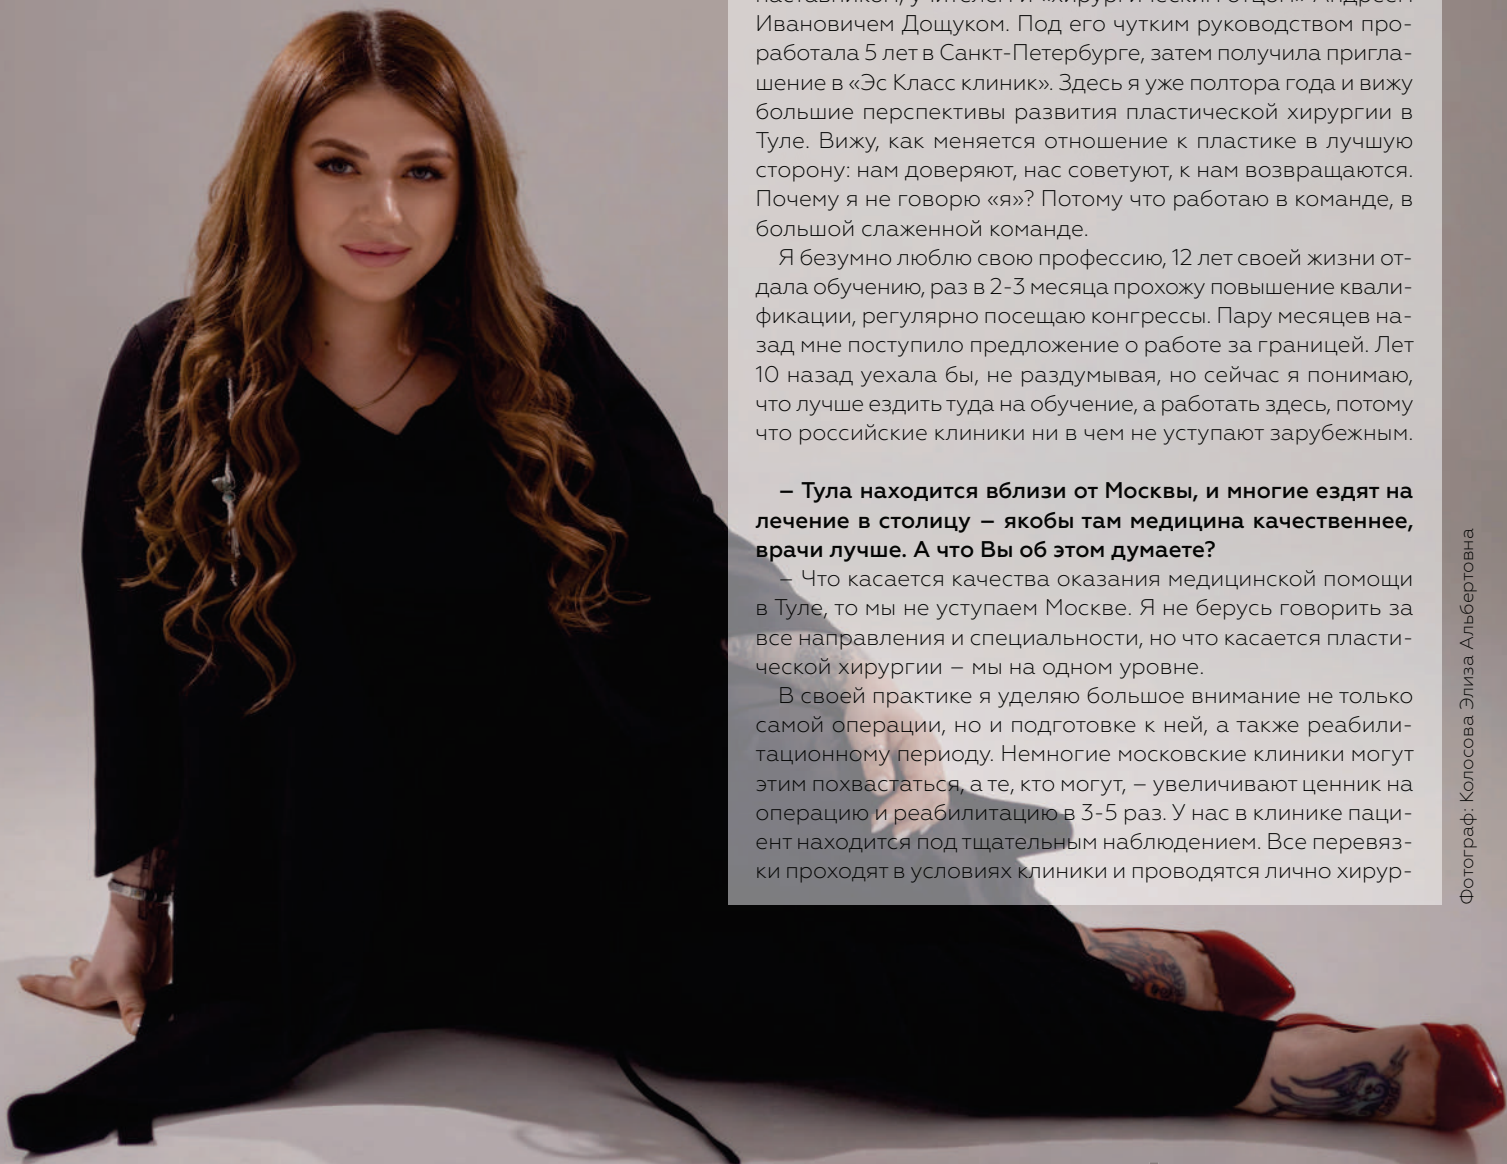 Ивановичем Дощуком. Под его чутким руководством про-
работала 5 лет в Санкт-Петербурге, затем получила пригла-
шение в «Эс Класс клиник». Здесь я уже полтора года и вижу
большие перспективы развития пластической хирургии в
Туле. Вижу, как меняется отношение к пластике в лучшую
сторону: нам доверяют, нас советуют, к нам возвращаются.
Почему я не говорю «я»? Потому что работаю в команде, в
большой слаженной команде.
Я безумно люблю свою профессию, 12 лет своей жизни от-
дала обучению, раз в 2-3 месяца прохожу повышение квали-
фикации, регулярно посещаю конгрессы. Пару месяцев на-
зад мне поступило предложение о работе за границей. Лет
10 назад уехала бы, не раздумывая, но сейчас я понимаю,
что лучше ездить туда на обучение, а работать здесь, потому
что российские клиники ни в чем не уступают зарубежным.
– Тула находится вблизи от Москвы, и многие ездят на
лечение в столицу – якобы там медицина качественнее,
врачи лучше. А что Вы об этом думаете?
– Что касается качества оказания медицинской помощи
в Туле, то мы не уступаем Москве. Я не берусь говорить за
все направления и специальности, но что касается пласти-
ческой хирургии – мы на одном уровне.
В своей практике я уделяю большое внимание не только
самой операции, но и подготовке к ней, а также реабили-
тационному периоду. Немногие московские клиники могут
этим похвастаться, а те, кто могут, – увеличивают ценник на
операцию и реабилитацию в 3-5 раз. У нас в клинике паци-
ент находится под тщательным наблюдением. Все перевяз-
ки проходят в условиях клиники и проводятся лично хирур-
Фотограф: Колосова Элиза Альбертовна